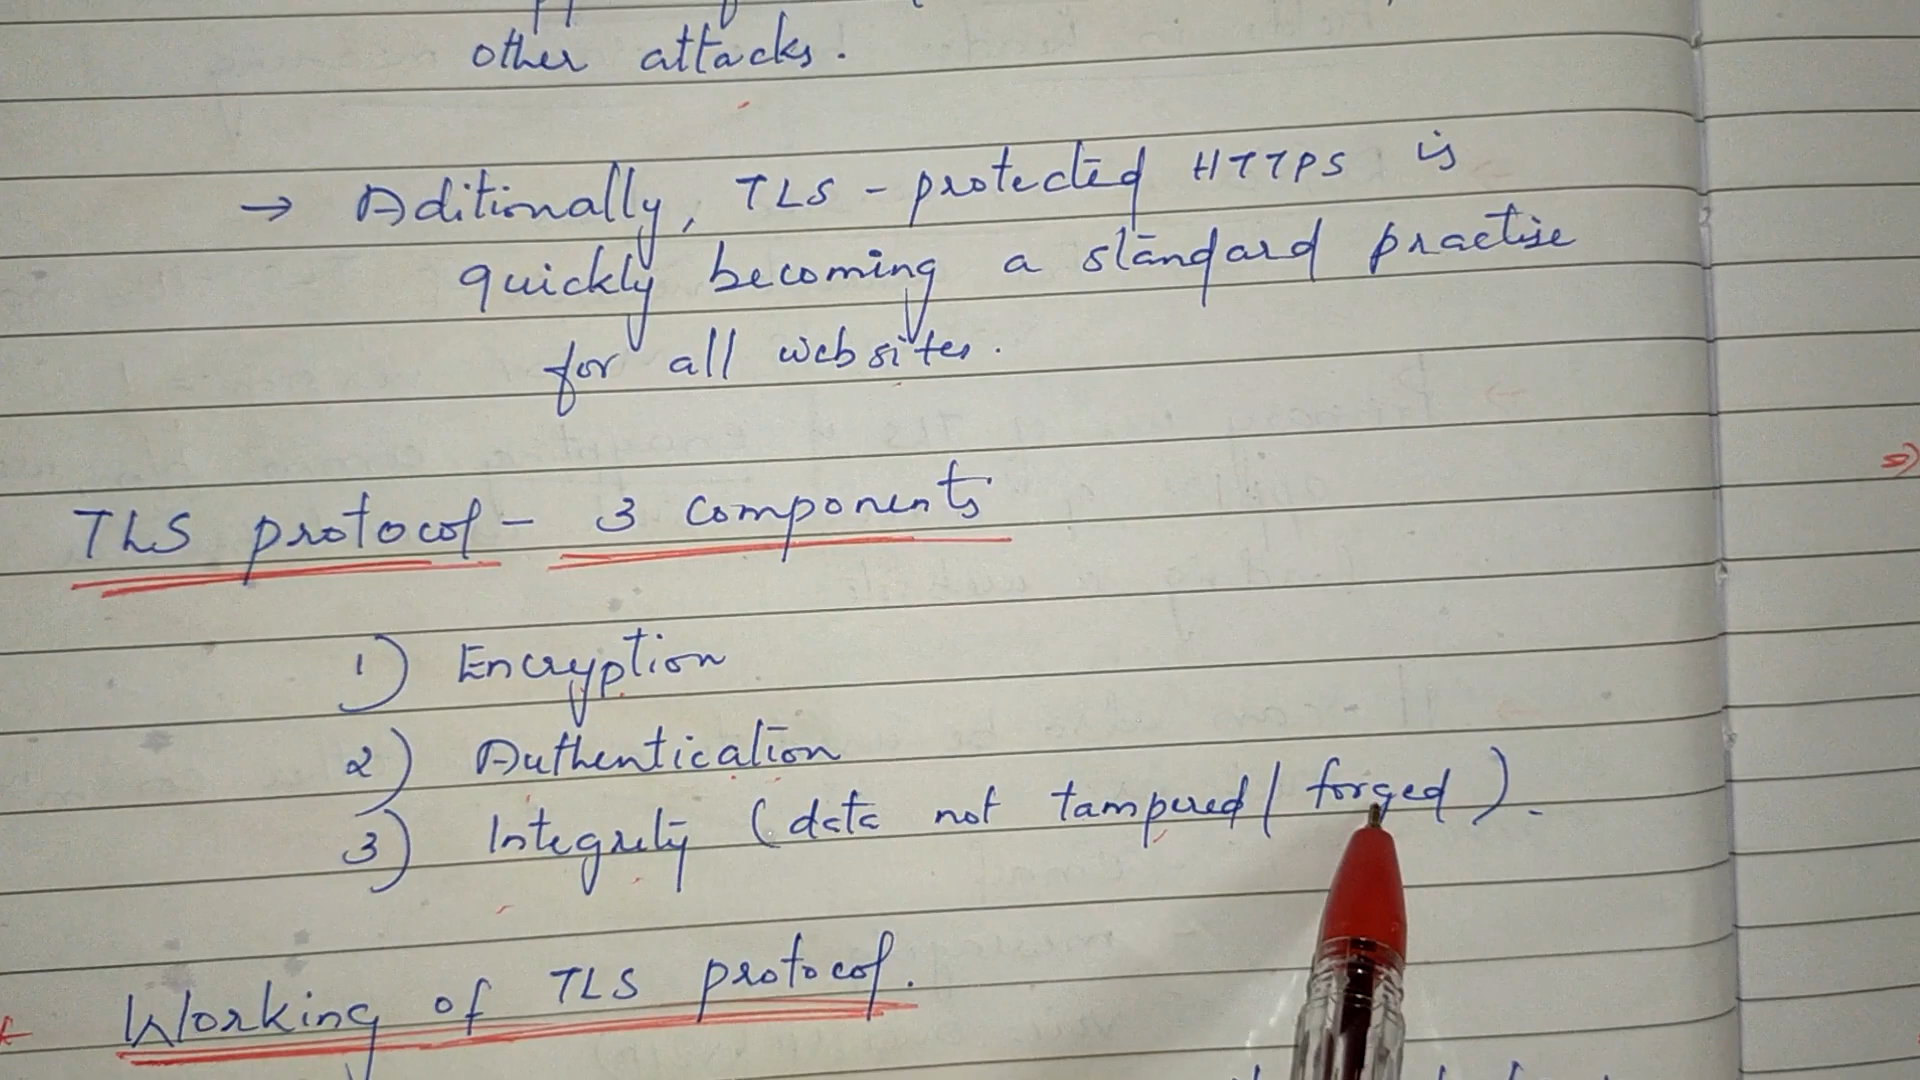 other attacks.
→ Aditionally, TLS - protected HTTPS is
quickly becoming a standard practise
for all websites.
TLS protocol - 3 components
1) Encryption
2) Authentication
3) Integrity (data not tampered / forged).
Working of TLS protocol.